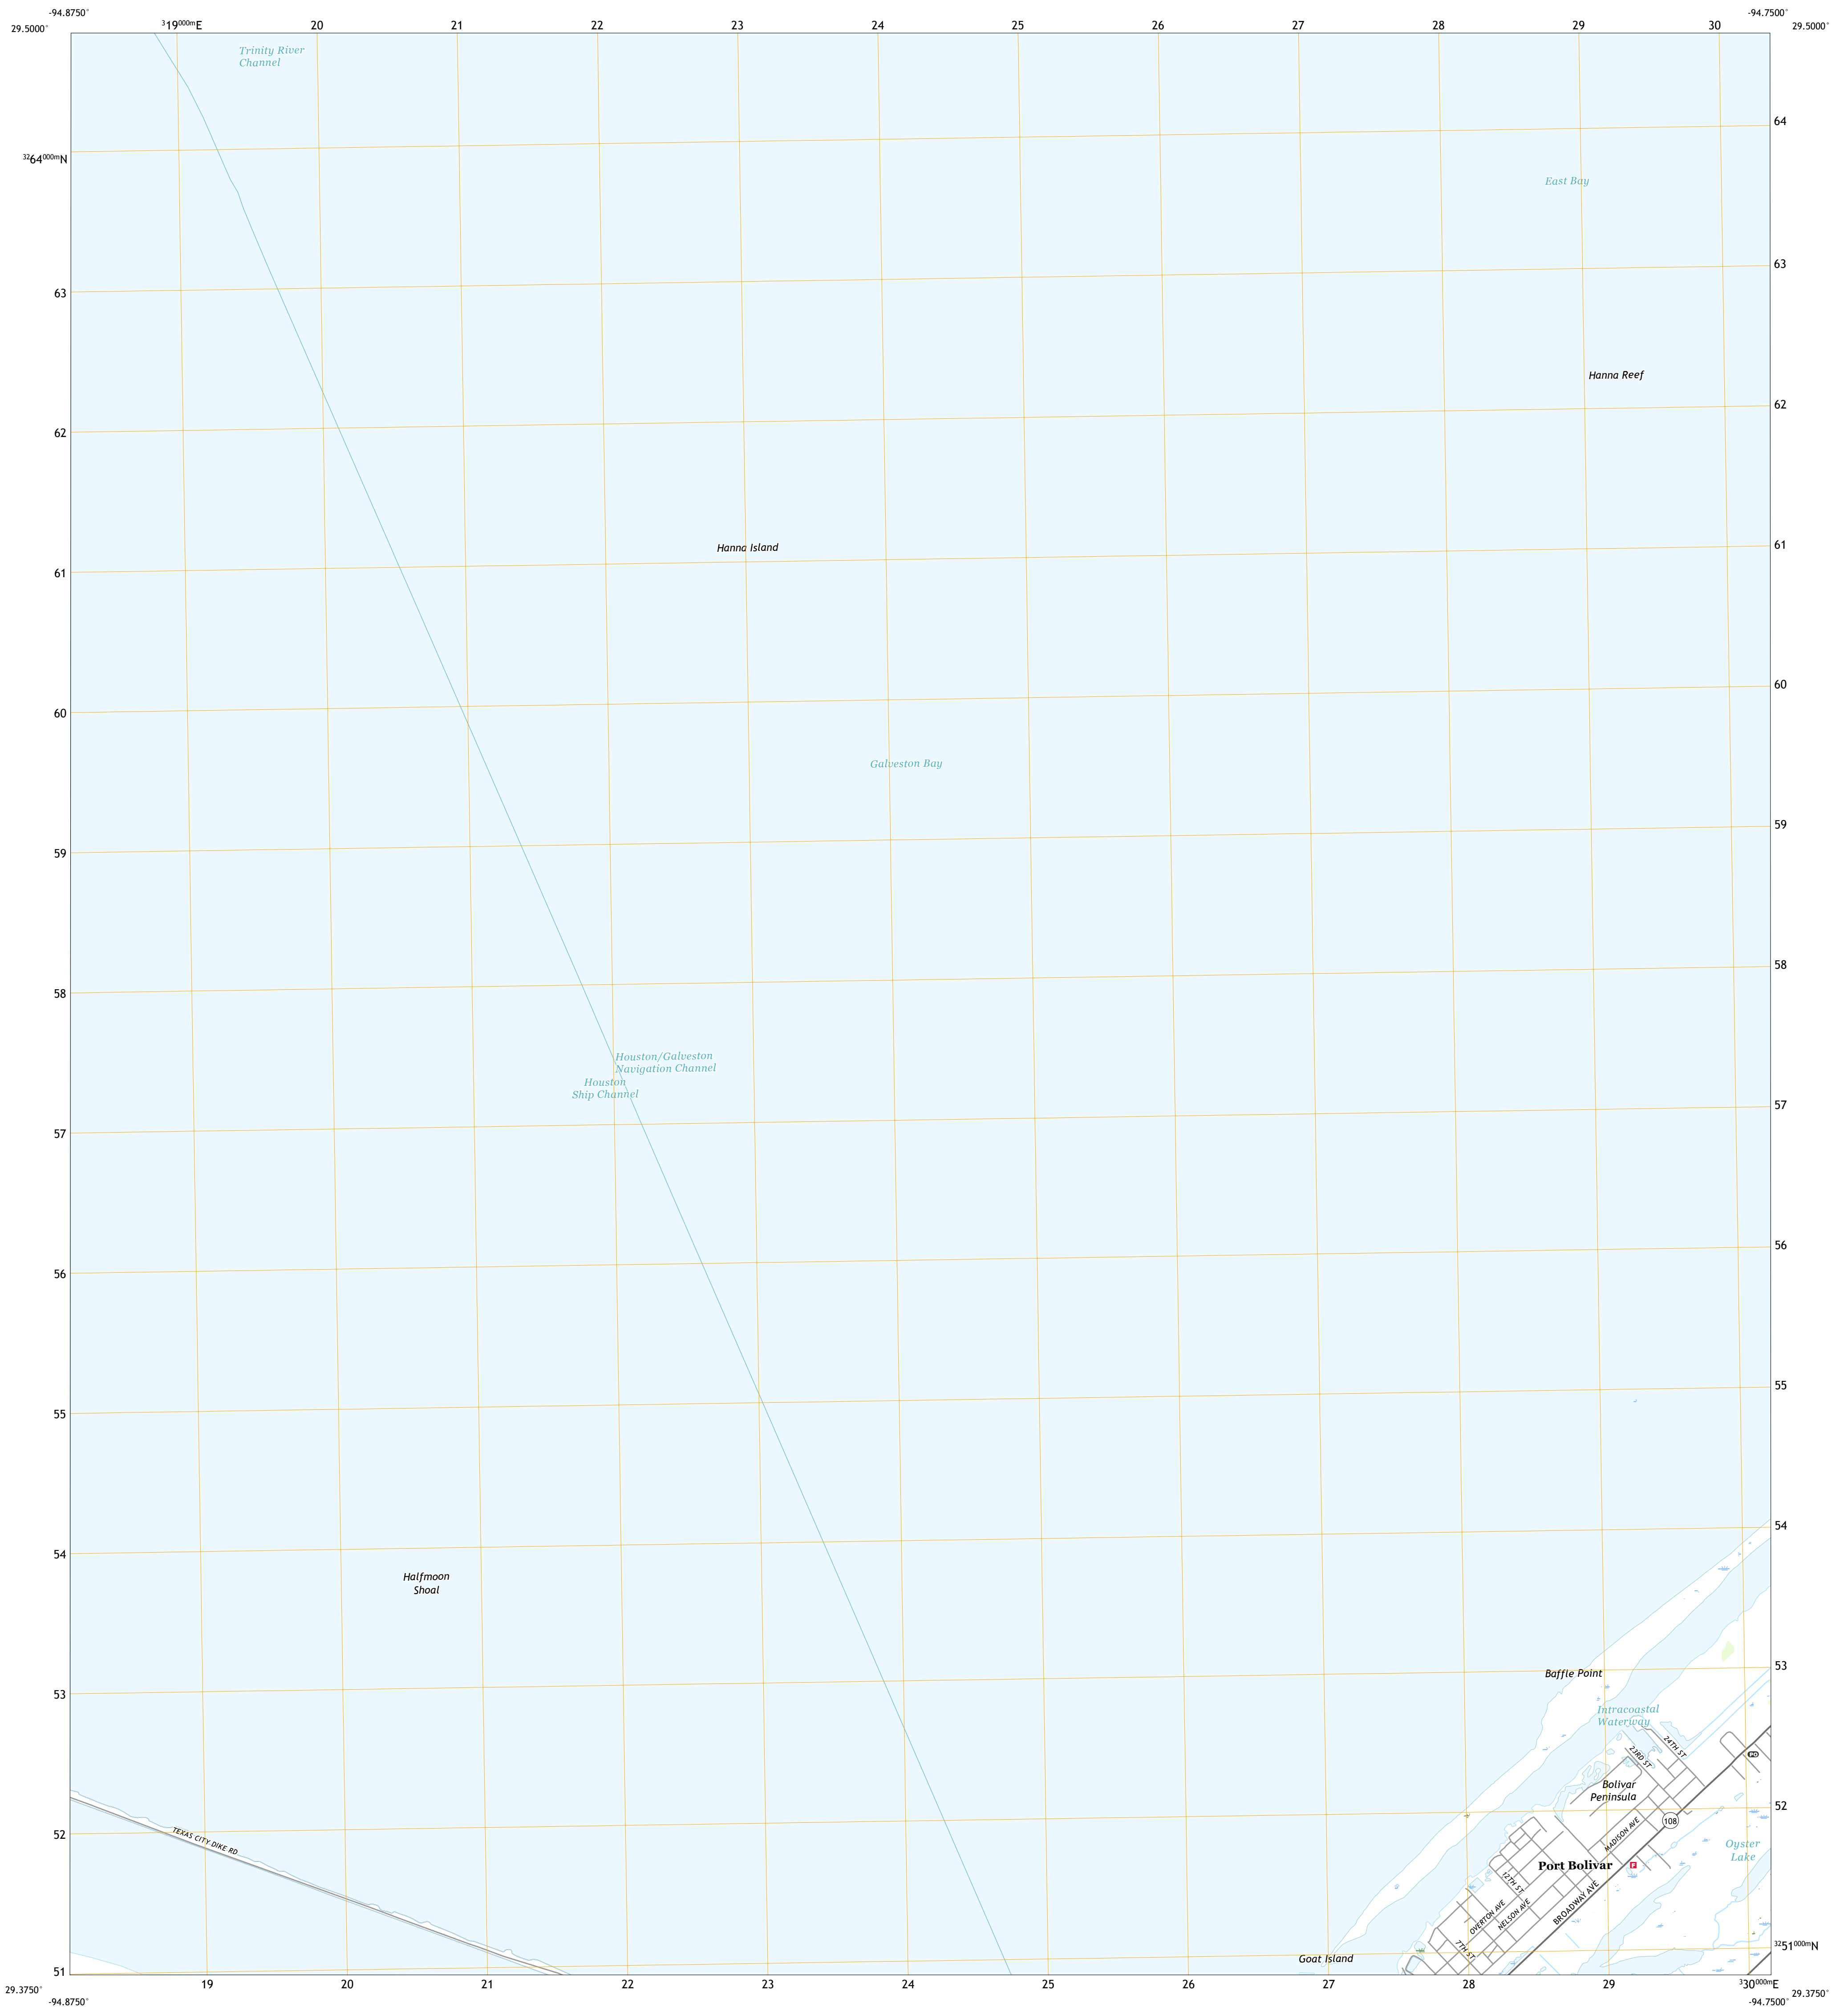 -94.8750°
-94.7500°
29.5000°
³19⁰⁰⁰ᵐE
20
21
22
23
24
25
26
27
28
29
30
29.5000°
Trinity River
Channel
64
³²64⁰⁰⁰ᵐN
East Bay
63
63
Hanna Reef
62
62
Hanna Island
61
61
60
60
Galveston Bay
59
59
58
58
Houston/Galveston
Navigation Channel
Houston
Ship Channel
57
57
56
56
55
55
54
54
Halfmoon
Shoal
53
Baffle Point
53
Intracoastal
Waterway
24TH ST
23RD ST
PO
Bolivar
Peninsula
52
52
TEXAS CITY DIKE RD
108
MADISON AVE
Oyster
Lake
Port Bolivar
F
12TH ST
BROADWAY AVE
OVERTON AVE
NELSON AVE
7TH ST
³²51⁰⁰⁰ᵐN
Goat Island
51
19
20
21
22
23
24
25
26
27
28
29
³30⁰⁰⁰ᵐE
29.3750°
29.3750°
-94.8750°
-94.7500°